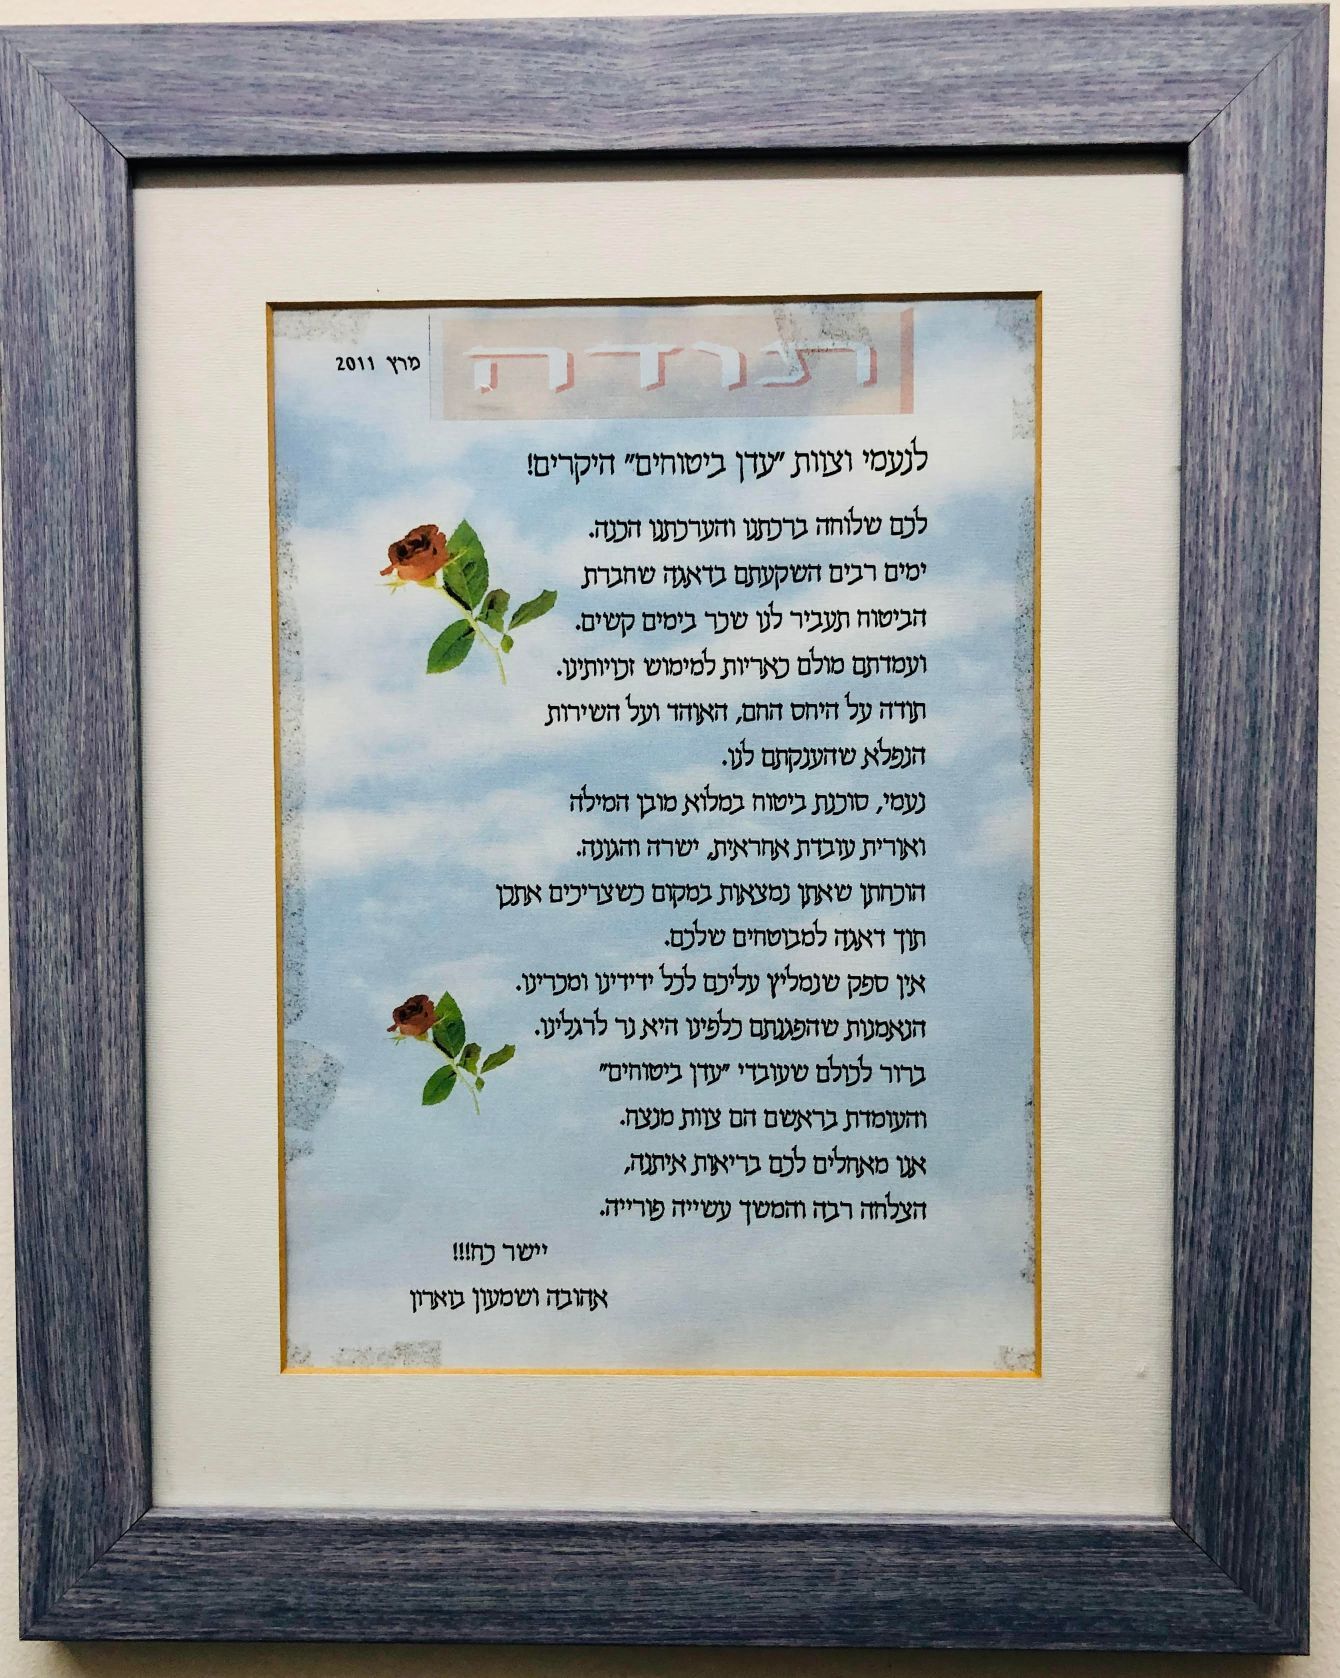 תודה
מרץ 2011
לנעמי וצוות "עדן ביטוחים" היקרים!
לכם שלוחה ברכתנו והערכתנו הכנה.
ימים רבים השקעתם בדאגה שחברת
הביטוח תעביר לנו שכר בימים קשים.
ועמדתם מולם כאריות למימוש זכויותינו.
תודה על היחס החם, האוהד ועל השירות
הנפלא שהענקתם לנו.
נעמי, סוכנת ביטוח במלוא מובן המילה
ואורית עובדת אחראית, ישרה והגונה.
הוכחתן שאתן נמצאות במקום כשצריכים אתכן
תוך דאגה למבוטחים שלכם.
אין ספק שנמליץ עליכם לכל ידידינו ומכרינו.
הנאמנות שהפגנתם כלפינו היא נר לרגלינו.
ברור לכולם שעובדי "עדן ביטוחים"
והעומדת בראשם הם צוות מנצח.
אנו מאחלים לכם בריאות איתנה,
הצלחה רבה והמשך עשייה פורייה.
יישר כח!!!
אהובה ושמעון בוארון